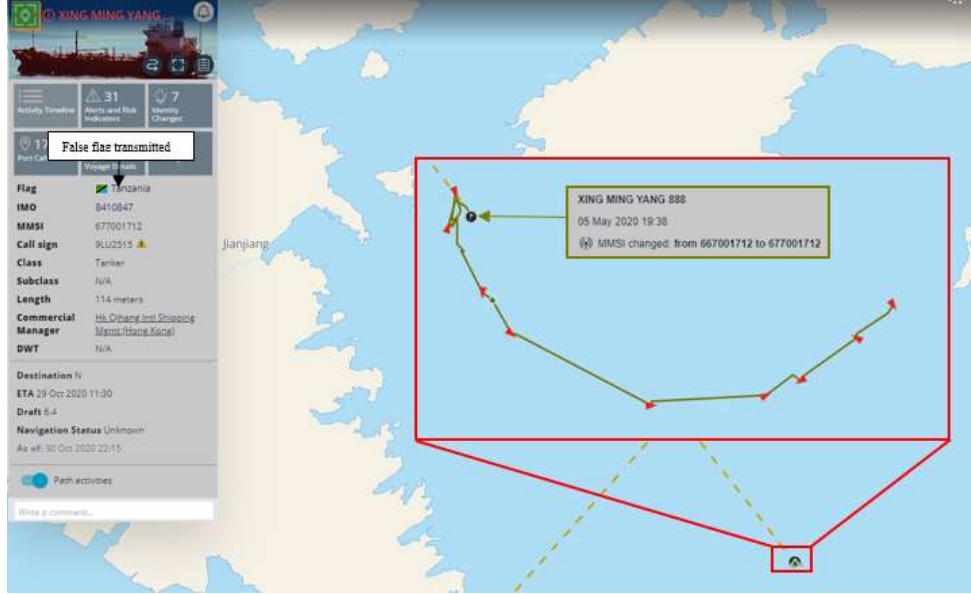 XING MING YANG
31
Alerts and Risk
Indicators
7
Identity
Changes
Activity Timeline
17
Port Cal
Voyage Details
False flag transmitted
Flag Tanzania
IMO 8410847
MMSI 677001712
Call sign 9LU2515
Class Tanker
Subclass N/A
Length 114 meters
Commercial Hk Qihang Intl Shipping
Manager Mgmt (Hong Kong)
DWT N/A
Destination N
ETA 29 Oct 2020 11:30
Draft 6.4
Navigation Status Unknown
As of: 30 Oct 2020 22:15
Path activities
Write a comment...
Jianjiang
XING MING YANG 888
05 May 2020 19:38
MMSI changed: from 667001712 to 677001712
P